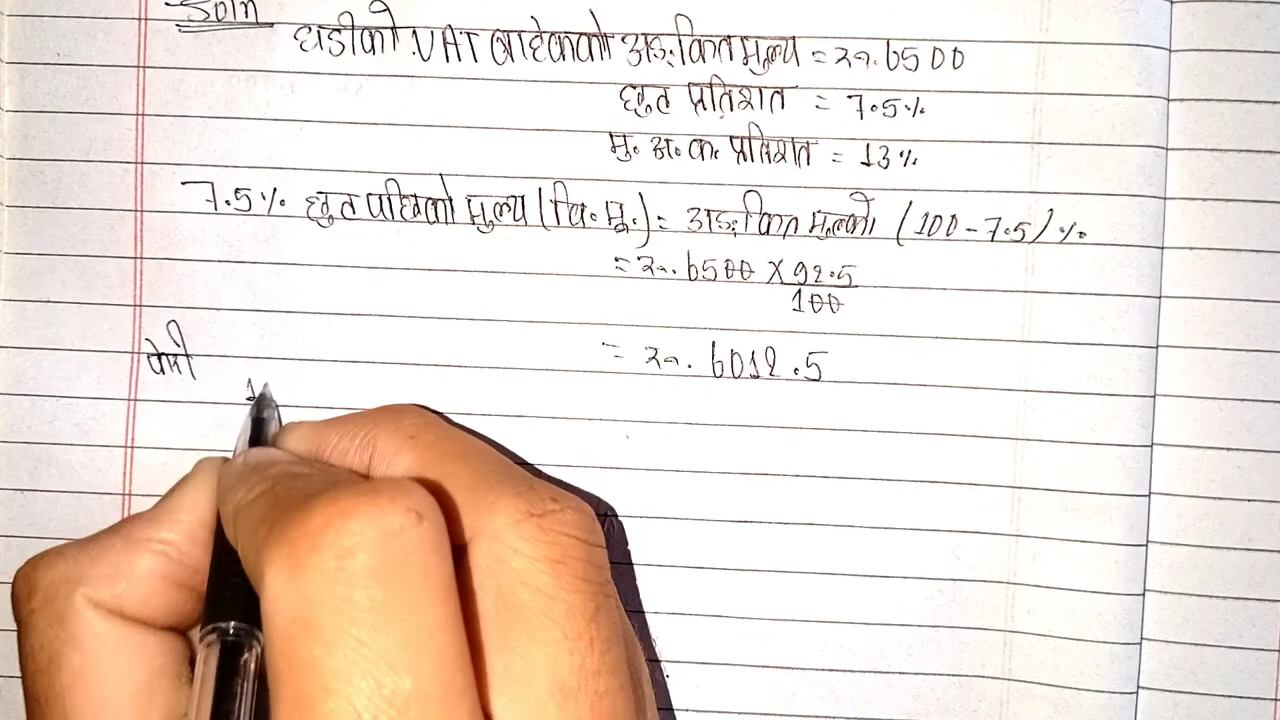 Soln
घडीको VAT बाहेकको अङ्कित मुल्य = रू. 6500
छुट प्रतिशत = 7.5%
मु. अ. क. प्रतिशत = 13%
7.5% छुट पछिको मुल्य (वि. मू.) = अङ्कित मुल्यको (100 - 7.5) %
= रू. 6500 × 92.5
100
= रू. 6012.5
फेरी
1